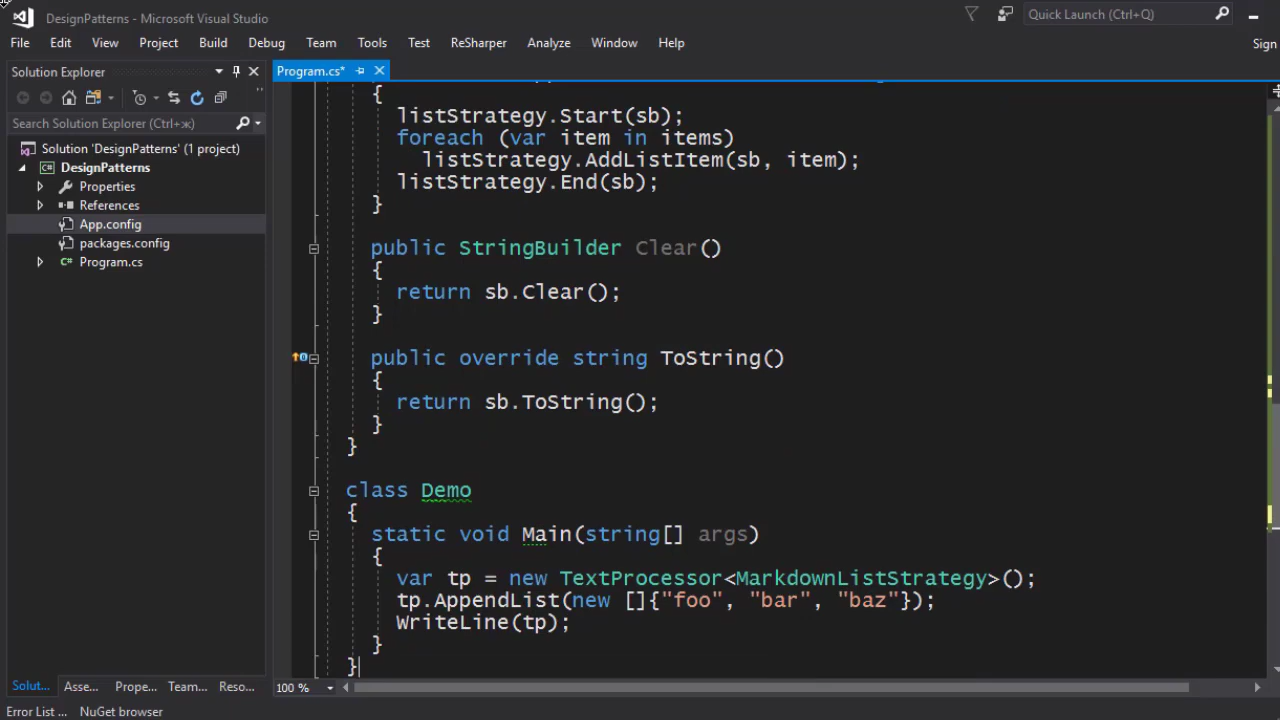 DesignPatterns - Microsoft Visual Studio
Quick Launch (Ctrl+Q)
File Edit View Project Build Debug Team Tools Test ReSharper Analyze Window Help
Sign
Solution Explorer
Program.cs*
Search Solution Explorer (Ctrl+ж)
Solution 'DesignPatterns' (1 project)
DesignPatterns
Properties
References
App.config
packages.config
Program.cs
{
listStrategy.Start(sb);
foreach (var item in items)
listStrategy.AddListItem(sb, item);
listStrategy.End(sb);
}
public StringBuilder Clear()
{
return sb.Clear();
}
public override string ToString()
{
return sb.ToString();
}
}
class Demo
{
static void Main(string[] args)
{
var tp = new TextProcessor<MarkdownListStrategy>();
tp.AppendList(new []{"foo", "bar", "baz"});
WriteLine(tp);
}
}
Solut... Asse... Prope... Team... Reso...
100 %
Error List ... NuGet browser